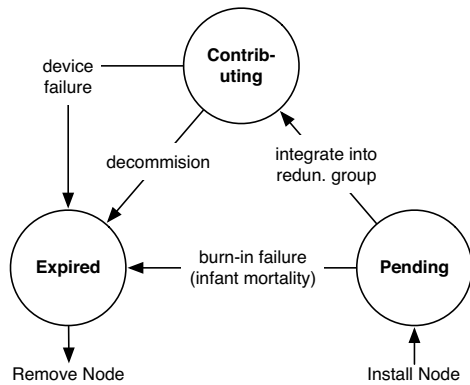 Contrib-
uting
device
failure
decommision
integrate into
redun. group
Expired
burn-in failure
(infant mortality)
Pending
Remove Node
Install Node